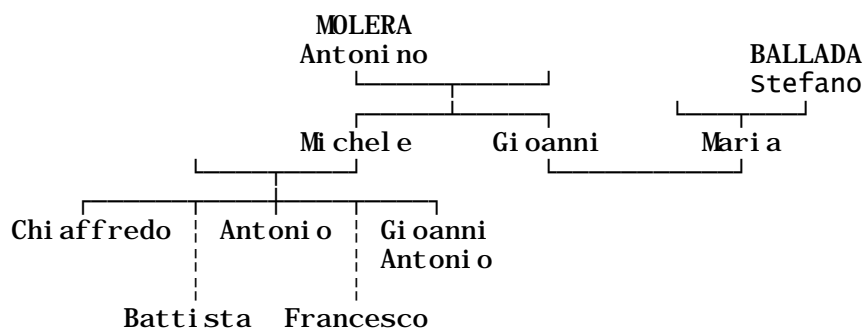 MOLERA
Antonino BALLADA
Stefano
Michele Gioanni Maria
Chiaffredo Antonio Gioanni
Antonio
Battista Francesco